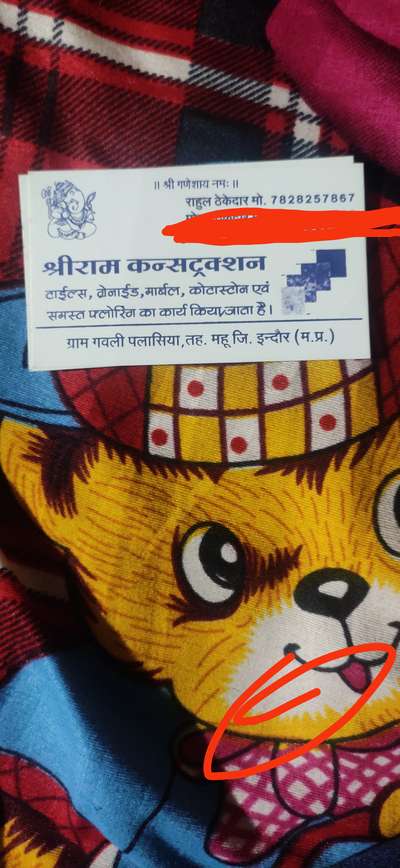 ।। श्री गणेशाय नमः ।।
राहुल ठेकेदार मो. 7828257867
श्रीराम कन्सट्रक्शन
टाईल्स, ग्रेनाईड, मार्बल, कोटास्टोन एवं
समस्त फ्लोरिंग का कार्य किया जाता है।
ग्राम गवली पलासिया, तह. महू जि. इन्दौर (म.प्र.)